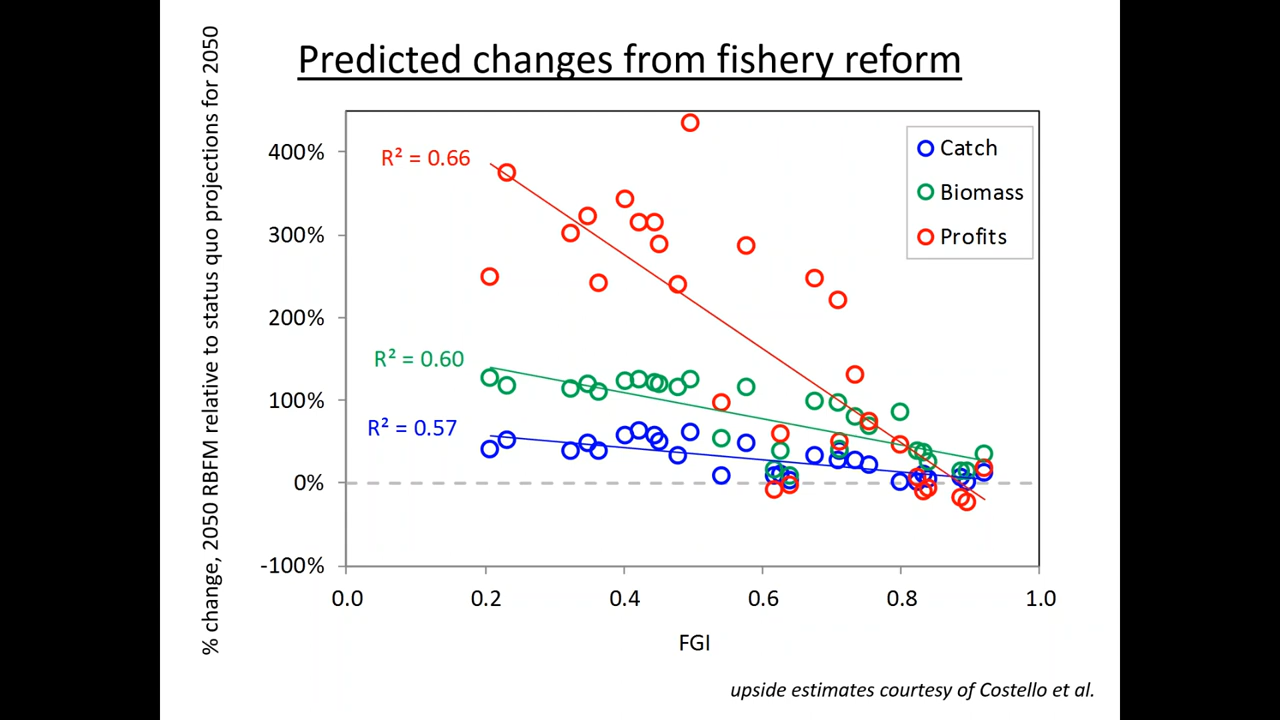 Predicted changes from fishery reform
% change, 2050 RBFM relative to status quo projections for 2050
400%
300%
200%
100%
0%
-100%
R² = 0.66
R² = 0.60
R² = 0.57
Catch
Biomass
Profits
0.0 0.2 0.4 0.6 0.8 1.0
FGI
upside estimates courtesy of Costello et al.